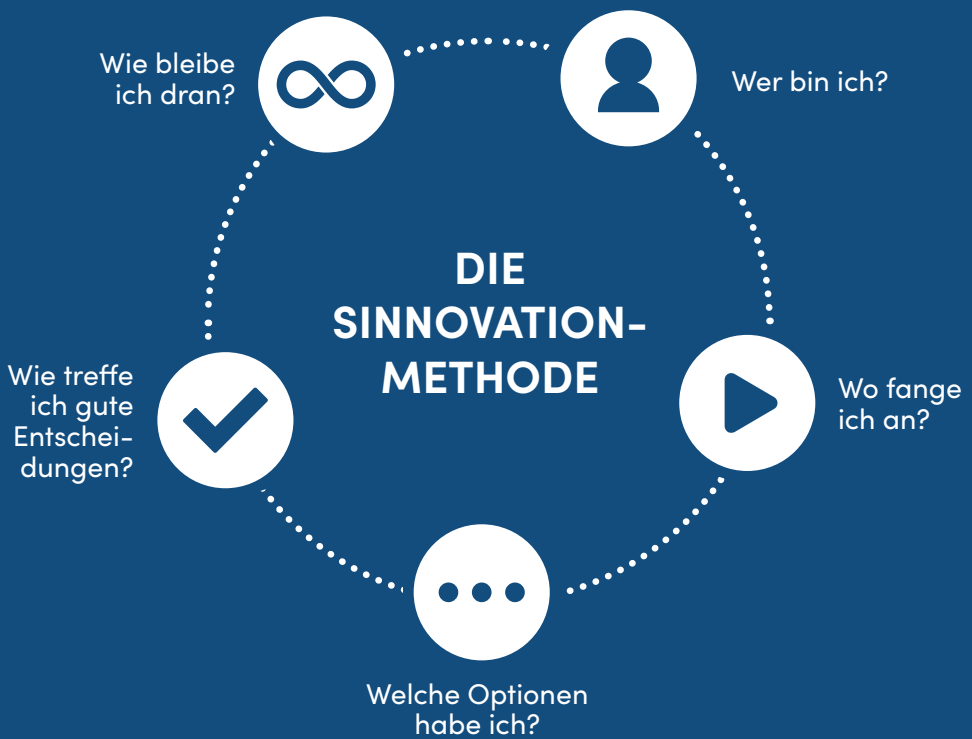 DIE
SINNOVATION-
METHODE
Wer bin ich?
Wo fange
ich an?
Welche Optionen
habe ich?
Wie treffe
ich gute
Entschei-
dungen?
Wie bleibe
ich dran?